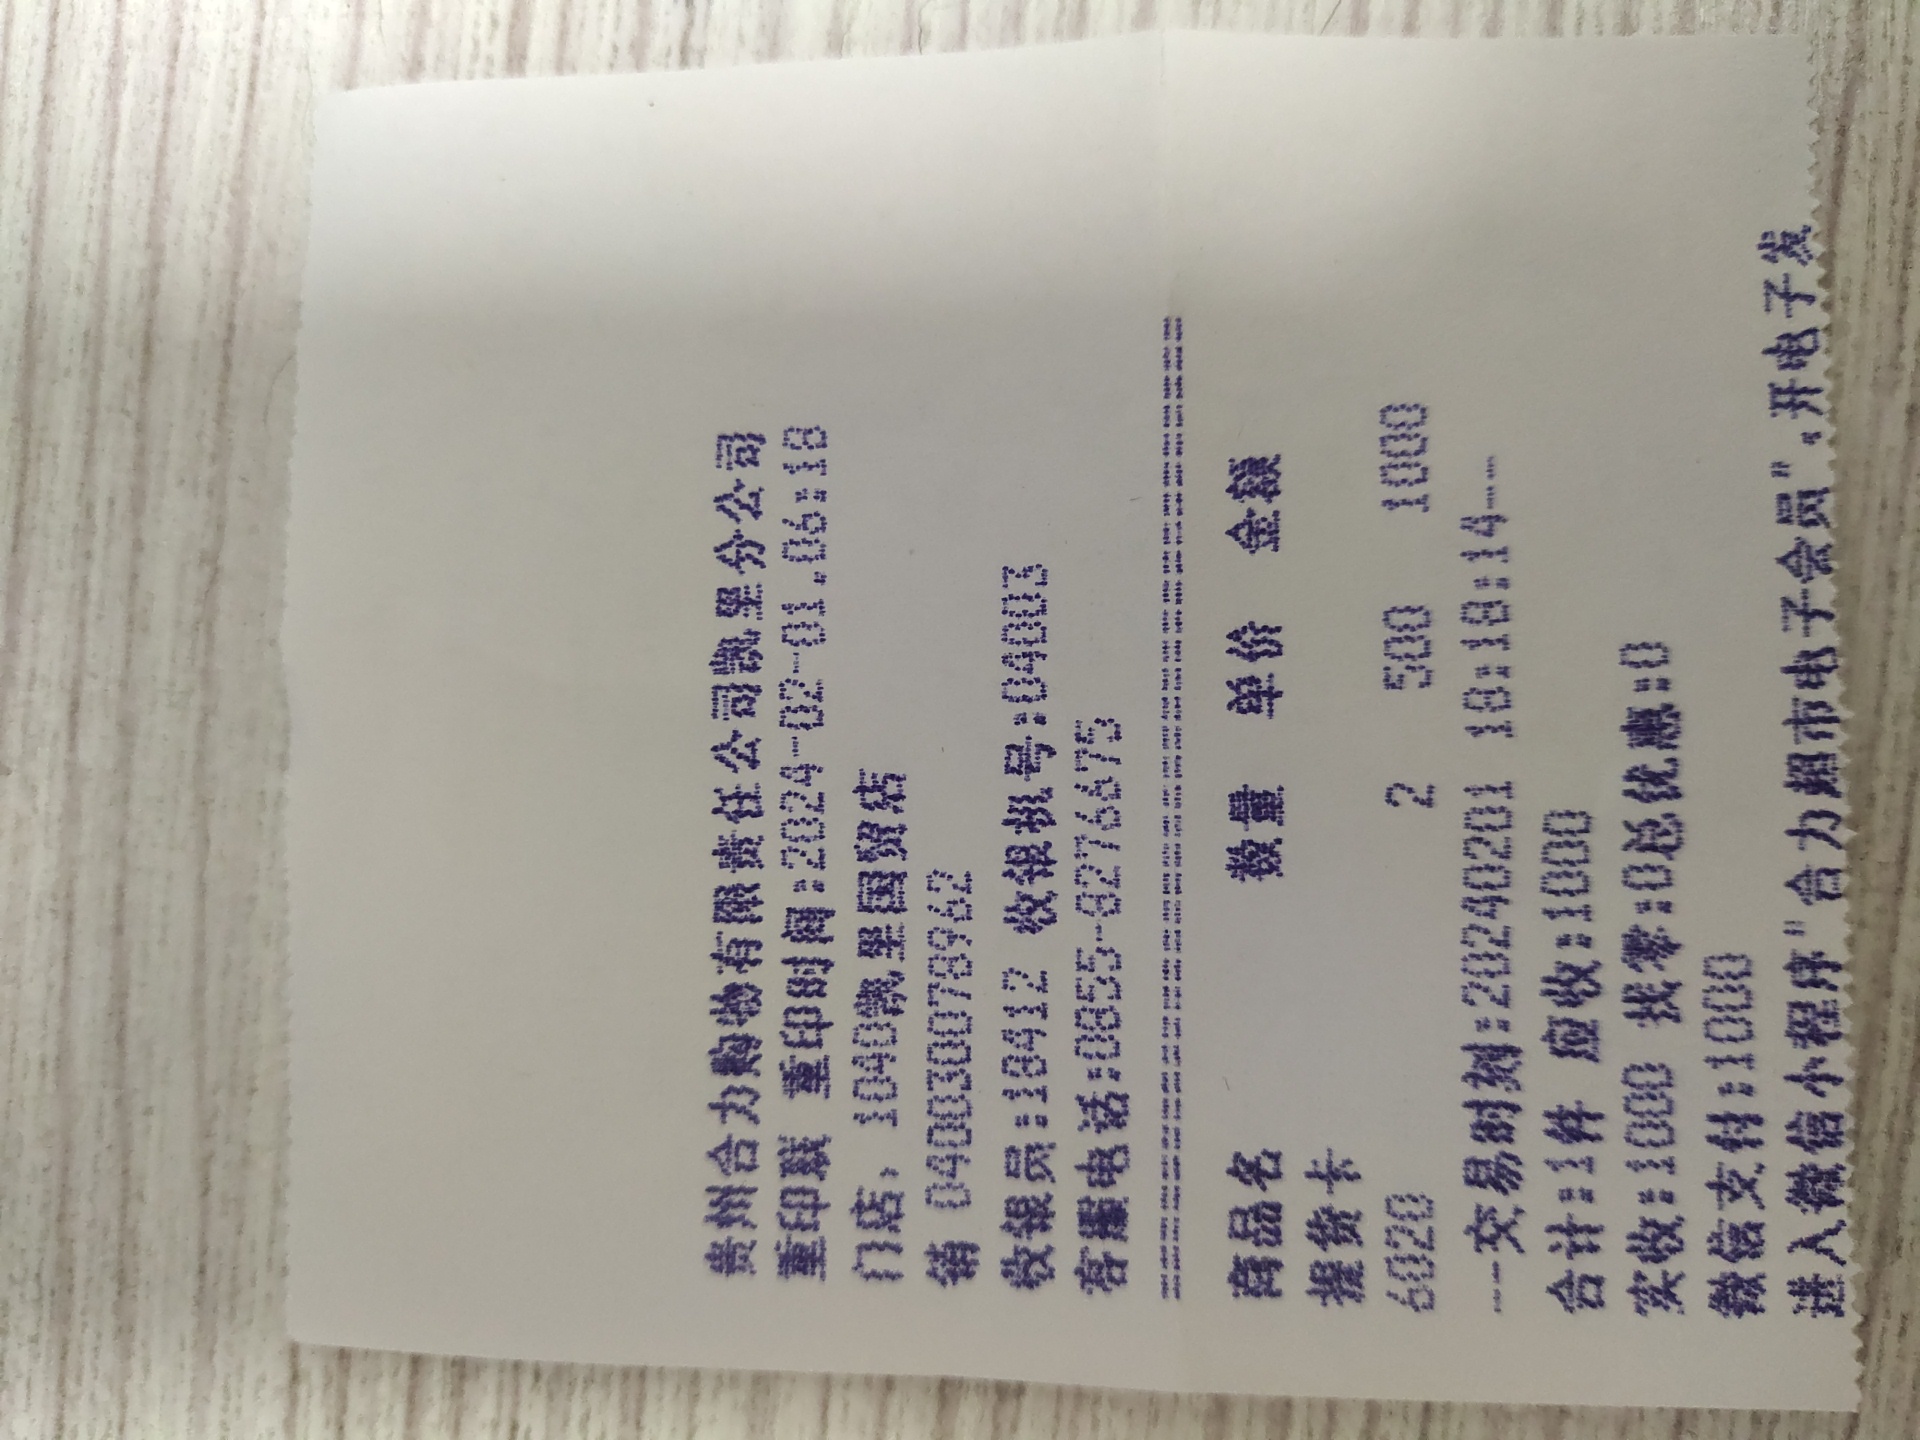 贵州合力购物有限责任公司凯里分公司
重印联 重印时间:2024-02-01.06:18
门店: 1040凯里国贸店
销 040030078962
收银员:18412 收银机号:04003
客服电话:0855-8276675
==============================
商品名 数量 单价 金额
提货卡
6020 2 500 1000
---交易时刻:20240201 18:18:14---
合计:1件 应收:1000
实收:1000 找零:0总优惠:0
微信支付:1000
进入微信小程序"合力超市电子会员",开电子发